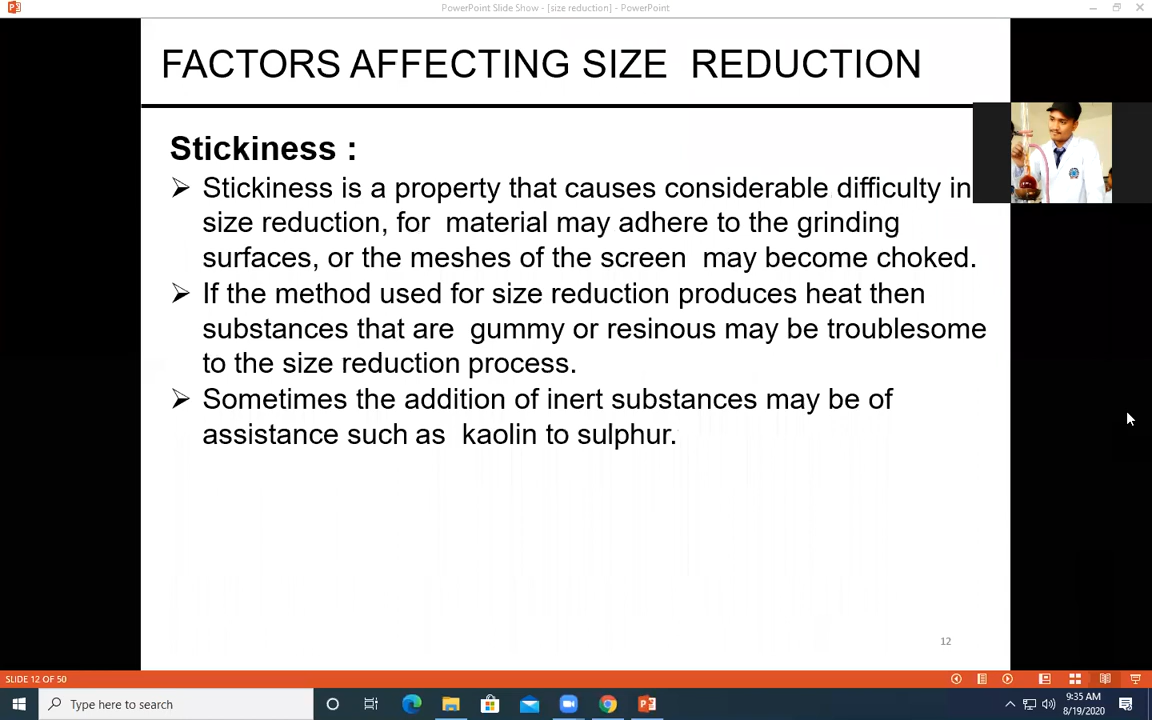 PowerPoint Slide Show - [size reduction] - PowerPoint
FACTORS AFFECTING SIZE REDUCTION
Stickiness :
➢ Stickiness is a property that causes considerable difficulty in
size reduction, for material may adhere to the grinding
surfaces, or the meshes of the screen may become choked.
➢ If the method used for size reduction produces heat then
substances that are gummy or resinous may be troublesome
to the size reduction process.
➢ Sometimes the addition of inert substances may be of
assistance such as kaolin to sulphur.
12
SLIDE 12 OF 50
Type here to search
9:35 AM
8/19/2020